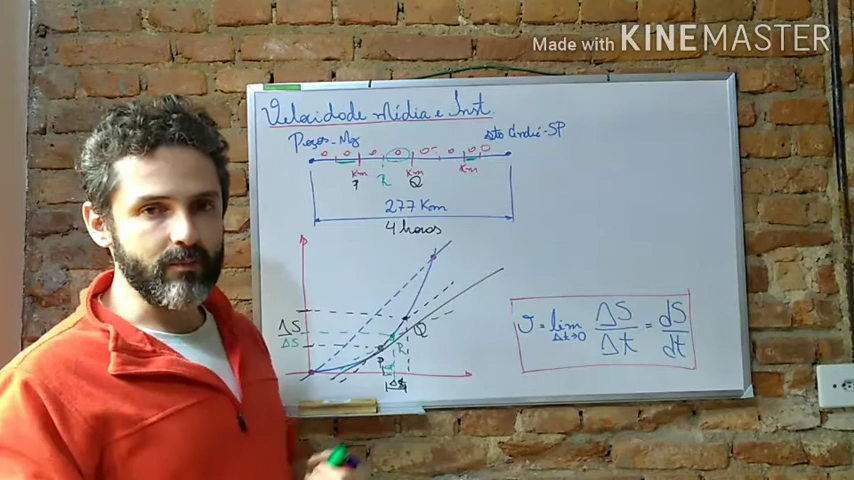 Made with KINEMASTER
Velocidade média e Inst.
Poços-Mg Sto André-SP
Km Km Km
P R Q
277 Km
4 horas
ΔS
ΔS
P R Q
Δt
v = lim Δt→0 ΔS/Δt = dS/dt